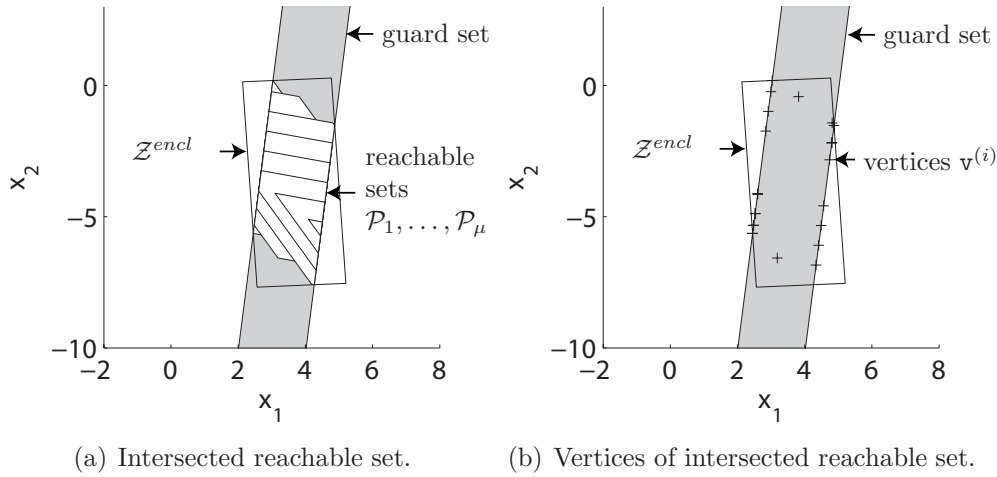 guard set
0
−5
−10
x2
−2
0
2
4
6
8
x1
𝒵^encl
reachable
sets
𝒫1, . . . , 𝒫μ
(a) Intersected reachable set.
guard set
0
−5
−10
x2
−2
0
2
4
6
8
x1
𝒵^encl
vertices v^(i)
(b) Vertices of intersected reachable set.